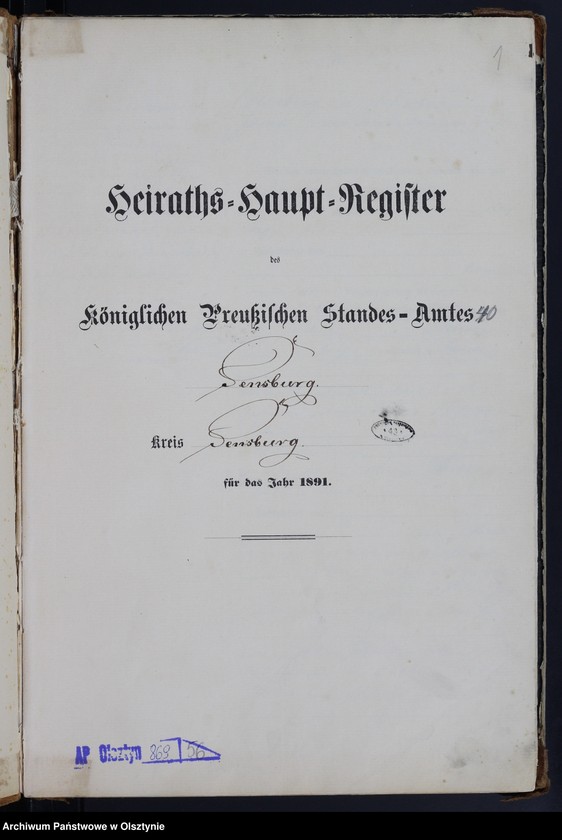 1
1
Heiraths-Haupt-Regiſter
des
Königlichen Preußiſchen Standes-Amtes 40
Sensburg.
Kreis Sensburg.
für das Jahr 1891.
AP Olsztyn 869 56
Archiwum Państwowe w Olsztynie